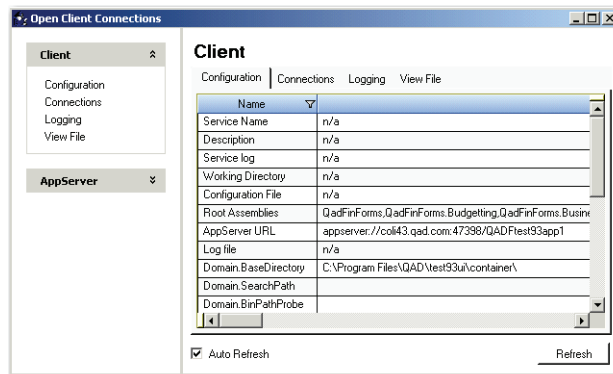 Open Client Connections
Client
Configuration
Connections
Logging
View File
AppServer
Client
Configuration Connections Logging View File
Name
Service Name n/a
Description n/a
Service log n/a
Working Directory n/a
Configuration File n/a
Root Assemblies QadFinForms,QadFinForms.Budgetting,QadFinForms.Busine
AppServer URL appserver://coli43.qad.com:47398/QADFtest93app1
Log file n/a
Domain.BaseDirectory C:\Program Files\QAD\test93ui\container\
Domain.SearchPath
Domain.BinPathProbe
Auto Refresh Refresh